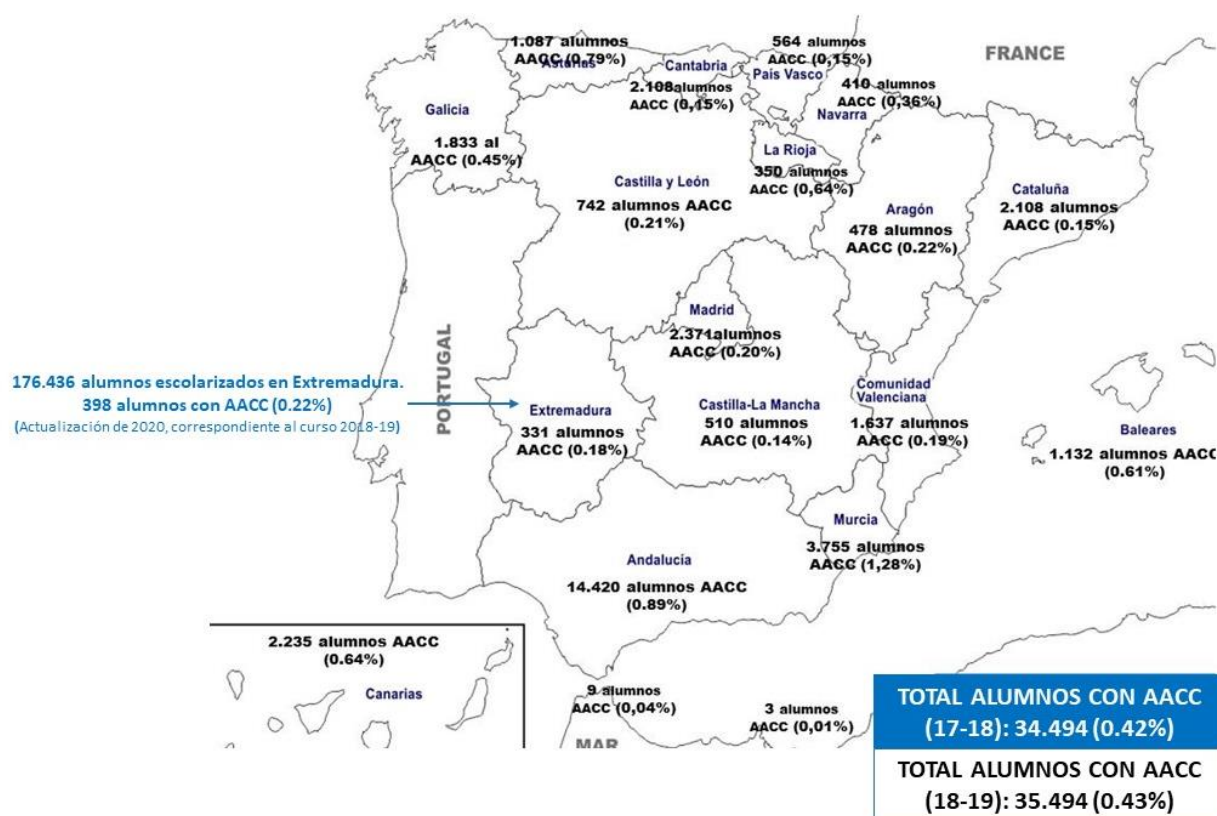 1.087 alumnos
AACC (0.79%)
Asturias
Cantabria
2.108alumnos
AACC (0,15%)
564 alumnos
AACC (0,15%)
País Vasco
410 alumnos
AACC (0,36%)
Navarra
FRANCE
Galicia
1.833 al
AACC (0.45%)
La Rioja
350 alumnos
AACC (0,64%)
Castilla y León
742 alumnos AACC
(0.21%)
Aragón
478 alumnos
AACC (0.22%)
Cataluña
2.108 alumnos
AACC (0.15%)
Madrid
2.371alumnos
AACC (0.20%)
PORTUGAL
176.436 alumnos escolarizados en Extremadura.
398 alumnos con AACC (0.22%)
(Actualización de 2020, correspondiente al curso 2018-19)
Extremadura
331 alumnos
AACC (0.18%)
Castilla-La Mancha
510 alumnos
AACC (0.14%)
Comunidad
Valenciana
1.637 alumnos
AACC (0.19%)
Baleares
1.132 alumnos AACC
(0.61%)
Murcia
3.755 alumnos
AACC (1,28%)
Andalucía
14.420 alumnos AACC
(0.89%)
2.235 alumnos AACC
(0.64%)
Canarias
9 alumnos
AACC (0,04%)
3 alumnos
AACC (0,01%)
MAR
TOTAL ALUMNOS CON AACC
(17-18): 34.494 (0.42%)
TOTAL ALUMNOS CON AACC
(18-19): 35.494 (0.43%)